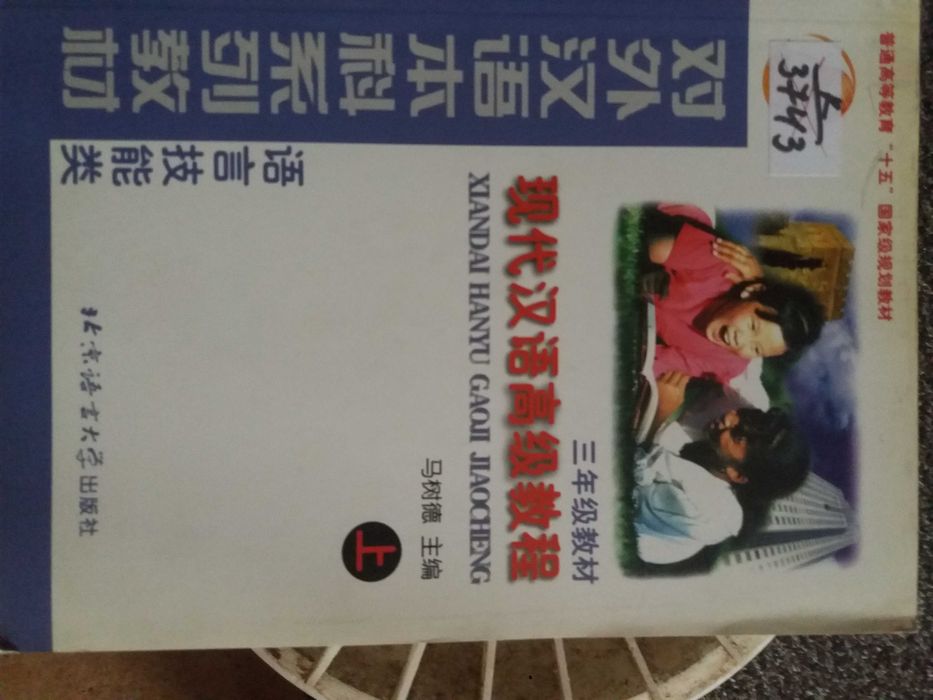 普通高等教育“十五”国家级规划教材
对外汉语本科系列教材
语言技能类
三年级教材
现代汉语高级教程
XIANDAI HANYU GAOJI JIAOCHENG
马树德 主编
上
北京语言大学出版社